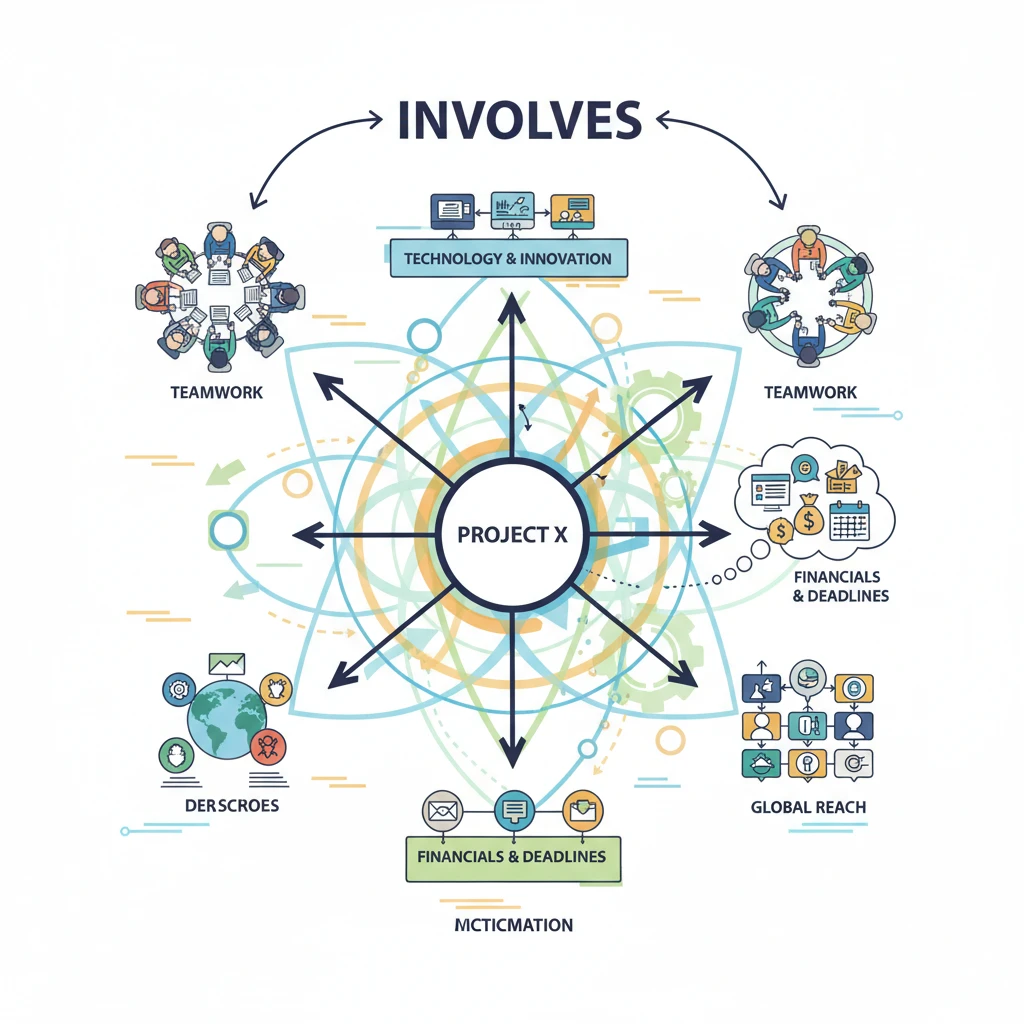 INVOLVES
TECHNOLOGY & INNOVATION
TEAMWORK
TEAMWORK
PROJECT X
FINANCIALS
& DEADLINES
DERSCROES
GLOBAL REACH
FINANCIALS & DEADLINES
MCTICMATION